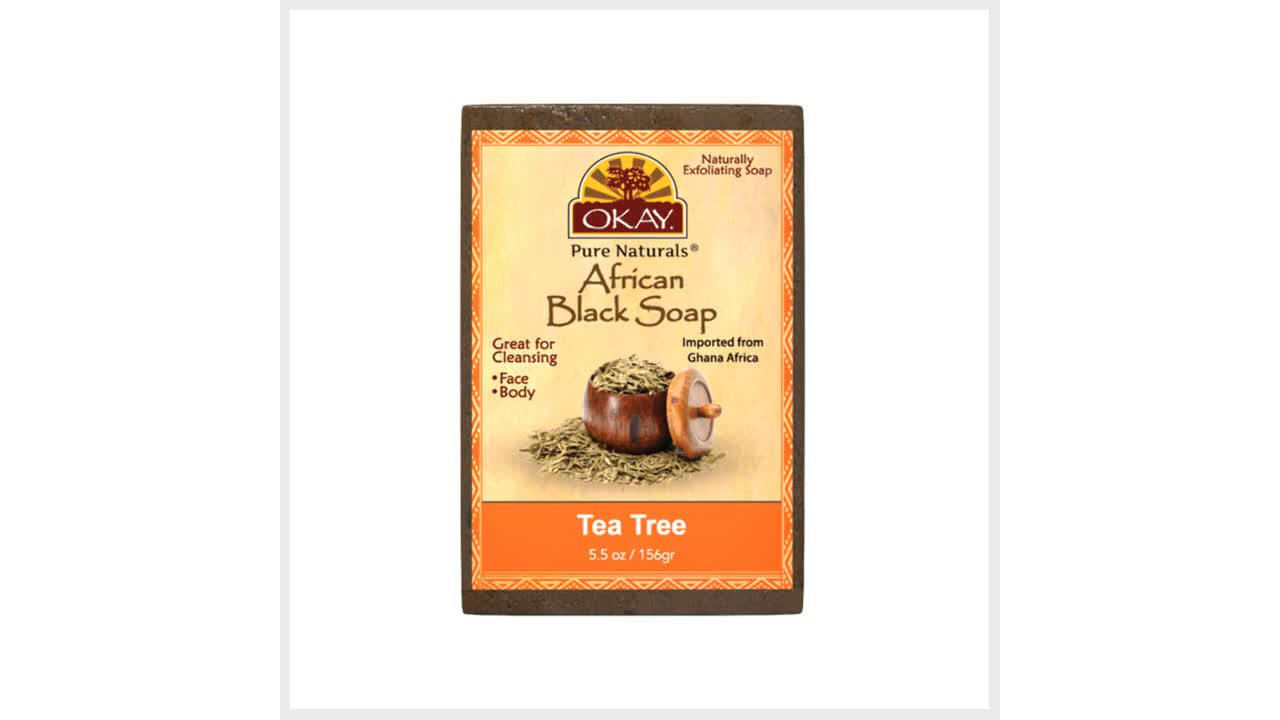 Naturally
Exfoliating Soap
OKAY.
Pure Naturals®
African
Black Soap
Great for
Cleansing
• Face
• Body
Imported from
Ghana Africa
Tea Tree
5.5 oz / 156gr